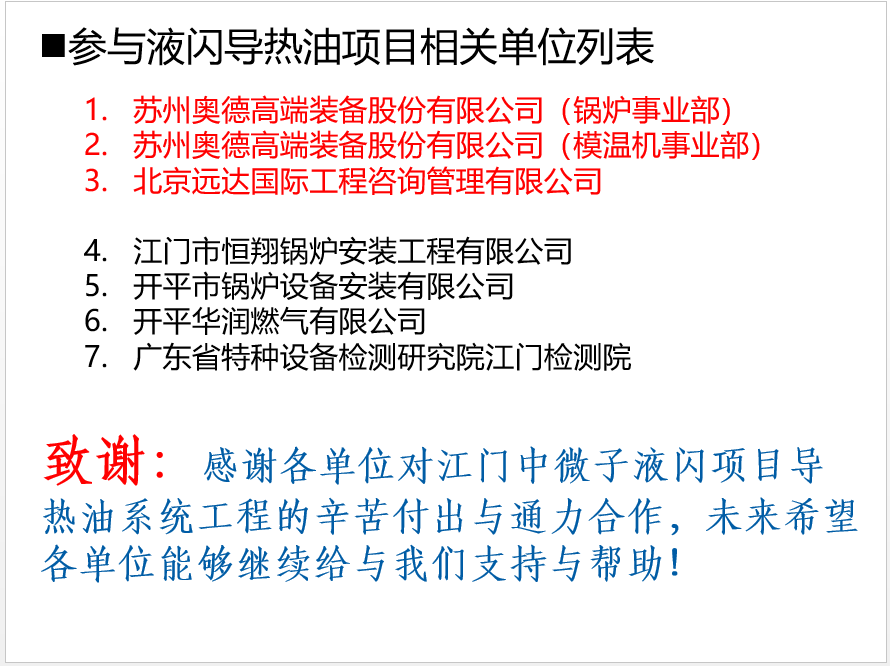 ■参与液闪导热油项目相关单位列表
1. 苏州奥德高端装备股份有限公司（锅炉事业部）
2. 苏州奥德高端装备股份有限公司（模温机事业部）
3. 北京远达国际工程咨询管理有限公司
4. 江门市恒翔锅炉安装工程有限公司
5. 开平市锅炉设备安装有限公司
6. 开平华润燃气有限公司
7. 广东省特种设备检测研究院江门检测院
致谢：感谢各单位对江门中微子液闪项目导
热油系统工程的辛苦付出与通力合作，未来希望
各单位能够继续给与我们支持与帮助！